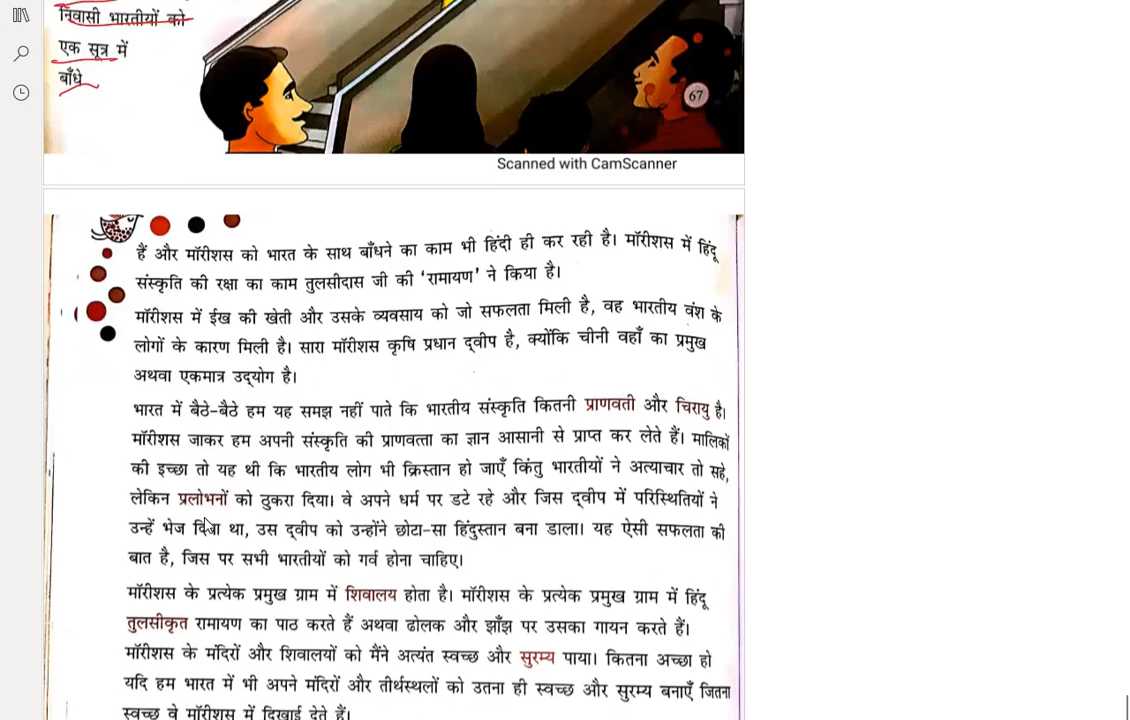 निवासी भारतीयों को
एक सूत्र में
बाँधे
67
Scanned with CamScanner
हैं और मॉरीशस को भारत के साथ बाँधने का काम भी हिंदी ही कर रही है। मॉरीशस में हिंदू
संस्कृति की रक्षा का काम तुलसीदास जी की 'रामायण' ने किया है।
मॉरीशस में ईख की खेती और उसके व्यवसाय को जो सफलता मिली है, वह भारतीय वंश के
लोगों के कारण मिली है। सारा मॉरीशस कृषि प्रधान द्वीप है, क्योंकि चीनी वहाँ का प्रमुख
अथवा एकमात्र उद्योग है।
भारत में बैठे-बैठे हम यह समझ नहीं पाते कि भारतीय संस्कृति कितनी प्राणवती और चिरायु है।
मॉरीशस जाकर हम अपनी संस्कृति की प्राणवत्ता का ज्ञान आसानी से प्राप्त कर लेते हैं। मालिकों
की इच्छा तो यह थी कि भारतीय लोग भी क्रिस्तान हो जाएँ किंतु भारतीयों ने अत्याचार तो सहे,
लेकिन प्रलोभनों को ठुकरा दिया। वे अपने धर्म पर डटे रहे और जिस द्वीप में परिस्थितियों ने
उन्हें भेज दिया था, उस द्वीप को उन्होंने छोटा-सा हिंदुस्तान बना डाला। यह ऐसी सफलता की
बात है, जिस पर सभी भारतीयों को गर्व होना चाहिए।
मॉरीशस के प्रत्येक प्रमुख ग्राम में शिवालय होता है। मॉरीशस के प्रत्येक प्रमुख ग्राम में हिंदू
तुलसीकृत रामायण का पाठ करते हैं अथवा ढोलक और झाँझ पर उसका गायन करते हैं।
मॉरीशस के मंदिरों और शिवालयों को मैंने अत्यंत स्वच्छ और सुरम्य पाया। कितना अच्छा हो
यदि हम भारत में भी अपने मंदिरों और तीर्थस्थलों को उतना ही स्वच्छ और सुरम्य बनाएँ जितना
स्वच्छ वे मॉरीशस में दिखाई देते हैं।